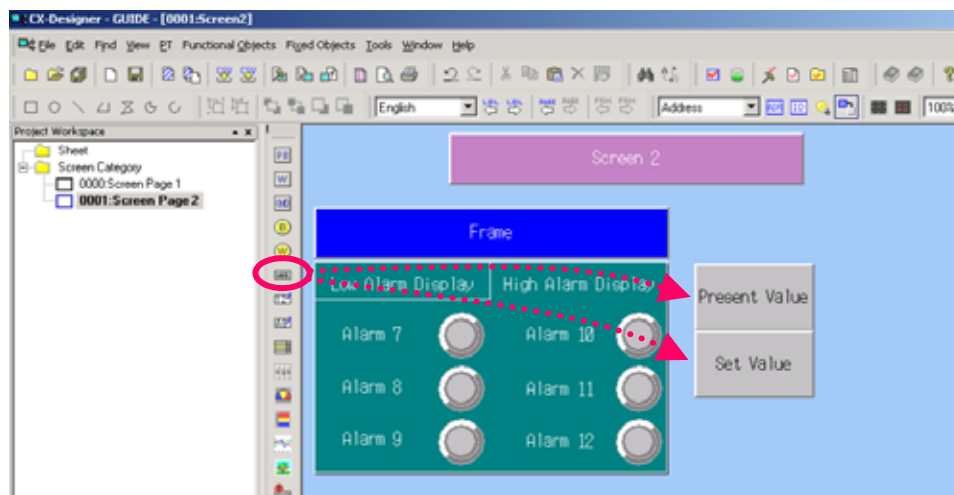 CX-Designer - GUIDE - [0001:Screen2]
File Edit Find View PT Functional Objects Fixed Objects Tools Window Help
English Address 100%
Project Workspace
Sheet
Screen Category
0000:Screen Page 1
0001:Screen Page 2
Screen 2
Frame
Low Alarm Display High Alarm Display
Present Value
Alarm 7 Alarm 10
Set Value
Alarm 8 Alarm 11
Alarm 9 Alarm 12